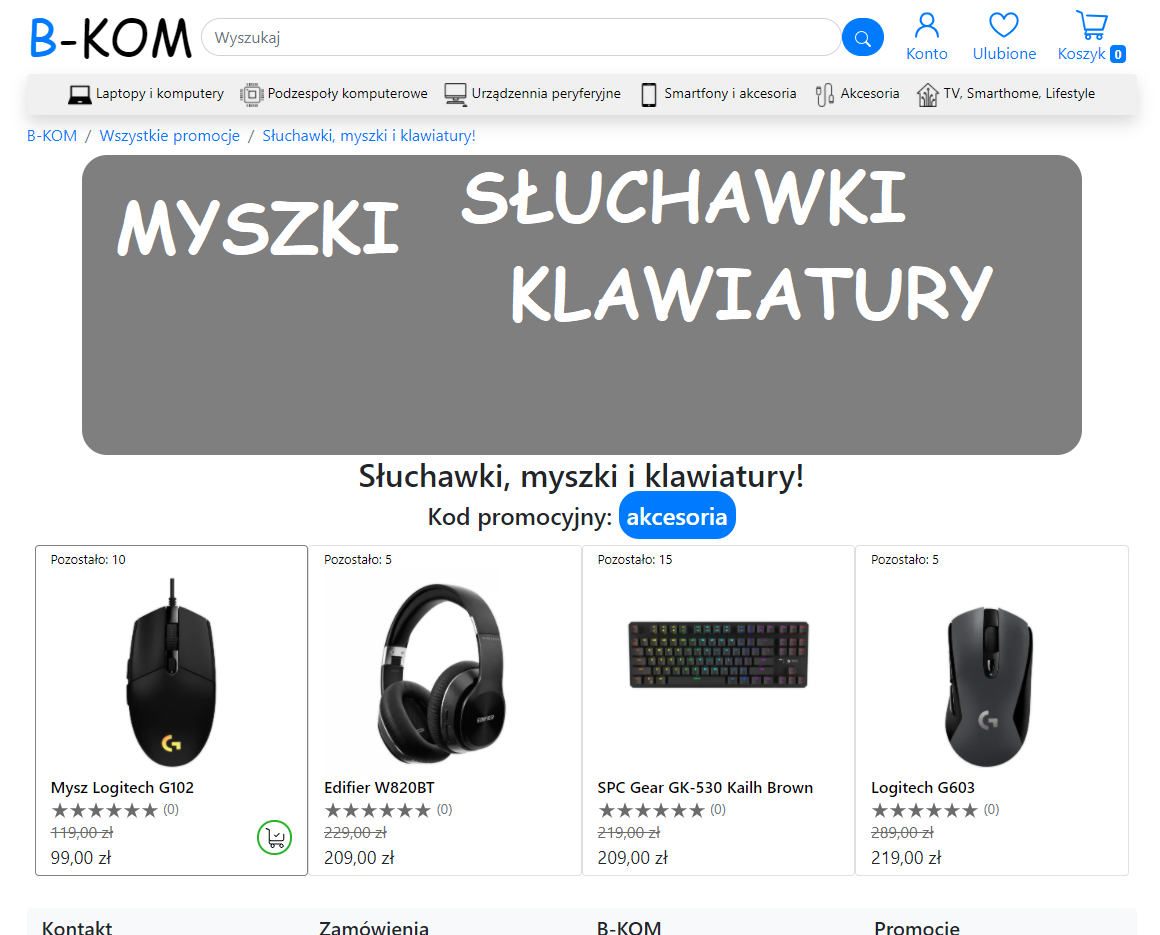 B-KOM
Wyszukaj
Konto
Ulubione
Koszyk 0
Laptopy i komputery
Podzespoły komputerowe
Urządzennia peryferyjne
Smartfony i akcesoria
Akcesoria
TV, Smarthome, Lifestyle
B-KOM / Wszystkie promocje / Słuchawki, myszki i klawiatury!
MYSZKI
SŁUCHAWKI
KLAWIATURY
Słuchawki, myszki i klawiatury!
Kod promocyjny: akcesoria
Pozostało: 10
G
Mysz Logitech G102
(0)
119,00 zł
99,00 zł
Pozostało: 5
EDIFIER
Edifier W820BT
(0)
229,00 zł
209,00 zł
Pozostało: 15
SPC Gear GK-530 Kailh Brown
(0)
219,00 zł
209,00 zł
Pozostało: 5
G
Logitech G603
(0)
289,00 zł
219,00 zł
Kontakt
Zamówienia
B-KOM
Promocje